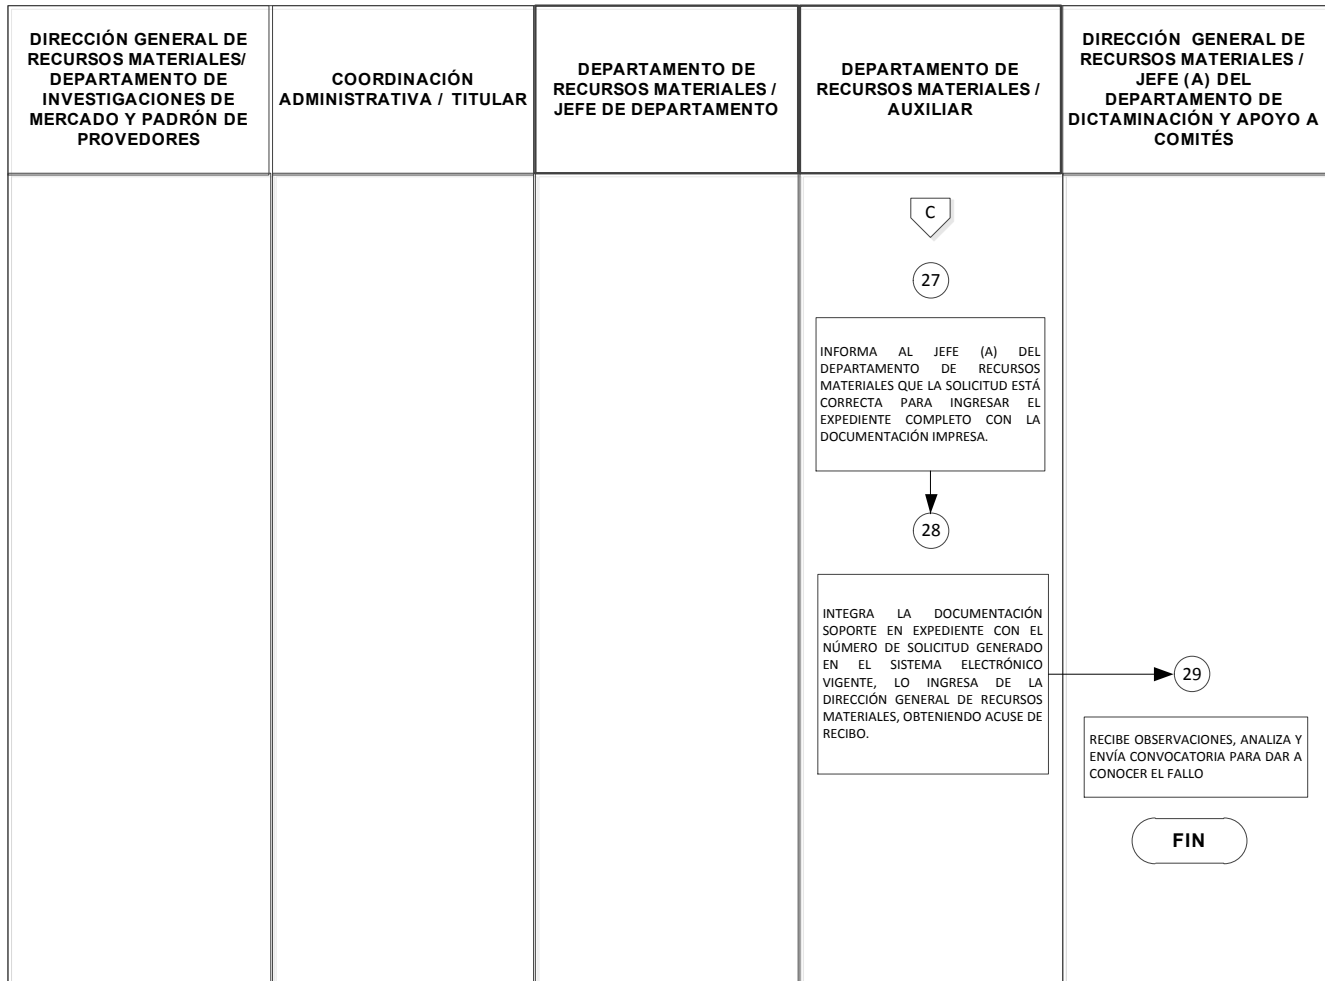 DIRECCIÓN GENERAL DE
RECURSOS MATERIALES/
DEPARTAMENTO DE
INVESTIGACIONES DE
MERCADO Y PADRÓN DE
PROVEDORES
COORDINACIÓN
ADMINISTRATIVA / TITULAR
DEPARTAMENTO DE
RECURSOS MATERIALES /
JEFE DE DEPARTAMENTO
DEPARTAMENTO DE
RECURSOS MATERIALES /
AUXILIAR
DIRECCIÓN GENERAL DE
RECURSOS MATERIALES /
JEFE (A) DEL
DEPARTAMENTO DE
DICTAMINACIÓN Y APOYO A
COMITÉS
C
27
INFORMA AL JEFE (A) DEL
DEPARTAMENTO DE RECURSOS
MATERIALES QUE LA SOLICITUD ESTÁ
CORRECTA PARA INGRESAR EL
EXPEDIENTE COMPLETO CON LA
DOCUMENTACIÓN IMPRESA.
28
INTEGRA LA DOCUMENTACIÓN
SOPORTE EN EXPEDIENTE CON EL
NÚMERO DE SOLICITUD GENERADO
EN EL SISTEMA ELECTRÓNICO
VIGENTE, LO INGRESA DE LA
DIRECCIÓN GENERAL DE RECURSOS
MATERIALES, OBTENIENDO ACUSE DE
RECIBO.
29
RECIBE OBSERVACIONES, ANALIZA Y
ENVÍA CONVOCATORIA PARA DAR A
CONOCER EL FALLO
FIN